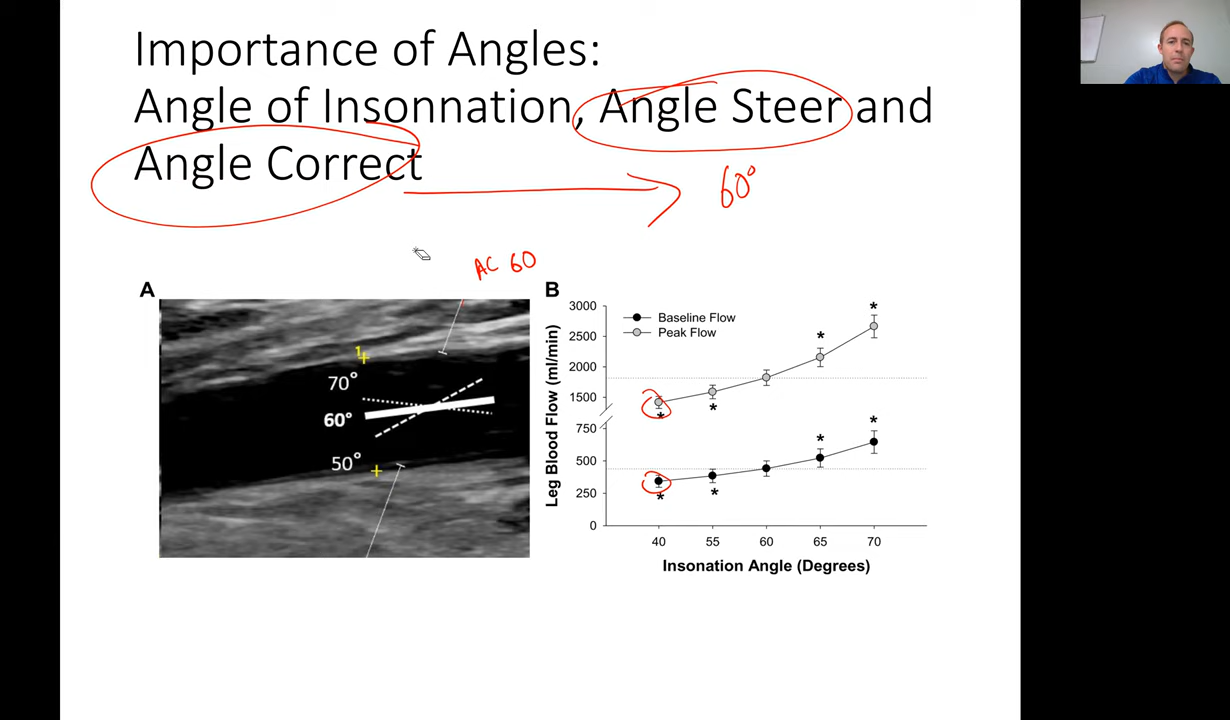 Importance of Angles:
Angle of Insonnation, Angle Steer and
Angle Correct
60°
AC 60
A
1
70°
60°
50°
B
Leg Blood Flow (ml/min)
3000
2500
2000
1500
750
500
250
0
Baseline Flow
Peak Flow
*
*
*
*
*
*
*
*
40 55 60 65 70
Insonation Angle (Degrees)